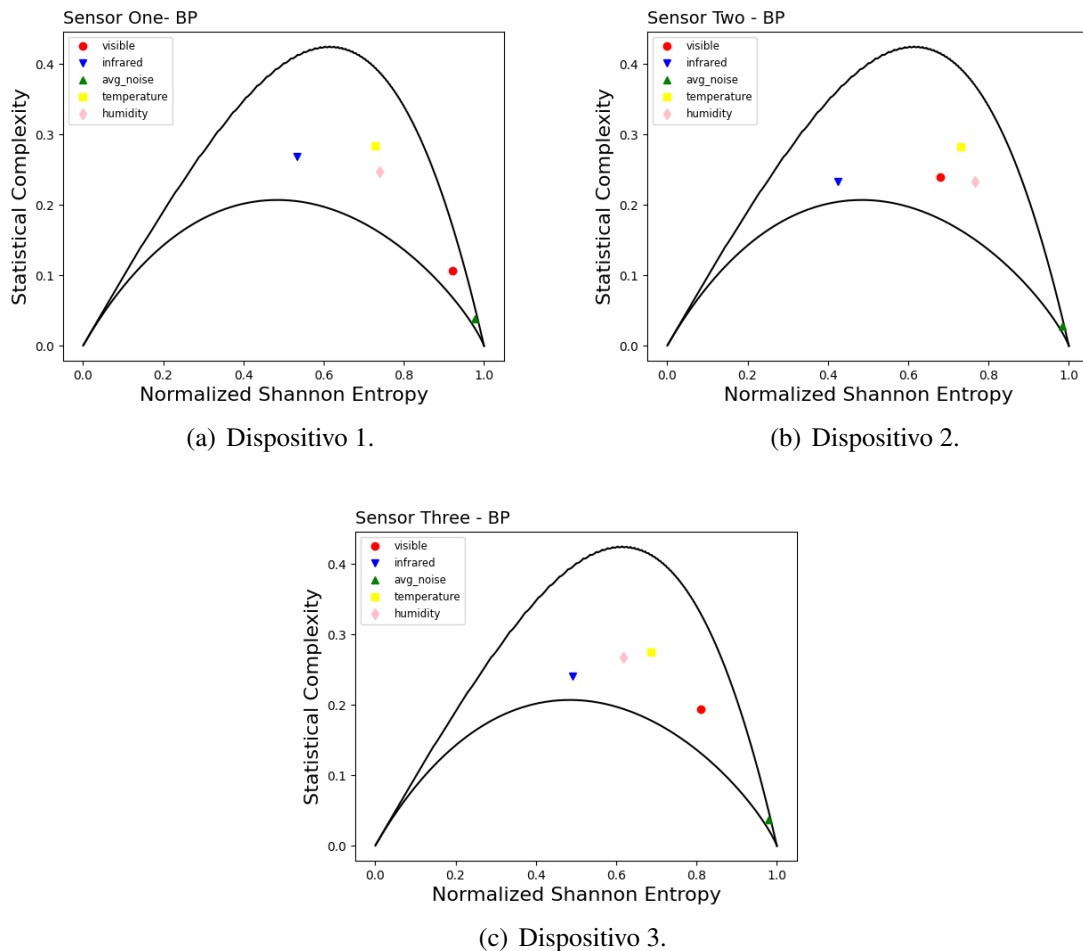 Sensor One- BP
visible
infrared
avg_noise
temperature
humidity
Statistical Complexity
0.4
0.3
0.2
0.1
0.0
0.0 0.2 0.4 0.6 0.8 1.0
Normalized Shannon Entropy
(a) Dispositivo 1.
Sensor Two - BP
visible
infrared
avg_noise
temperature
humidity
Statistical Complexity
0.4
0.3
0.2
0.1
0.0
0.0 0.2 0.4 0.6 0.8 1.0
Normalized Shannon Entropy
(b) Dispositivo 2.
Sensor Three - BP
visible
infrared
avg_noise
temperature
humidity
Statistical Complexity
0.4
0.3
0.2
0.1
0.0
0.0 0.2 0.4 0.6 0.8 1.0
Normalized Shannon Entropy
(c) Dispositivo 3.